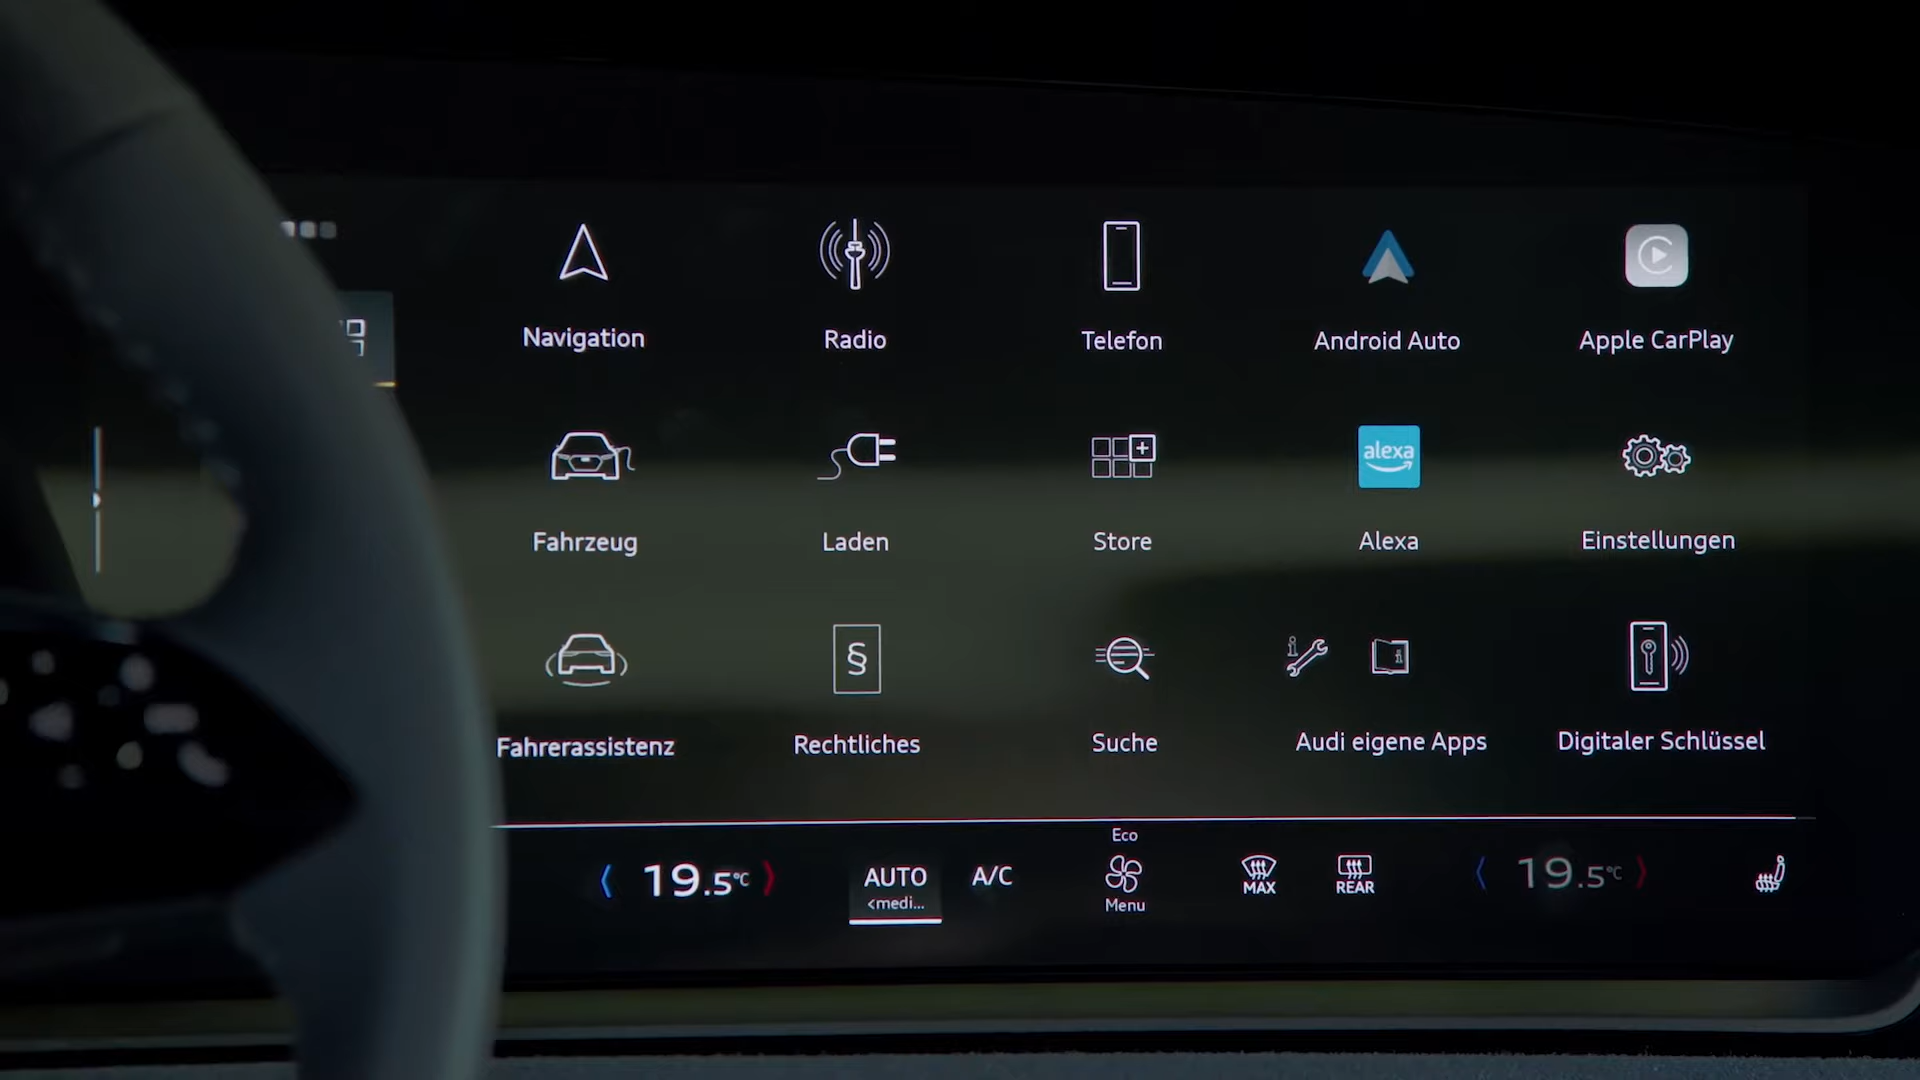 Navigation
Radio
Telefon
Android Auto
Apple CarPlay
alexa
Fahrzeug
Laden
Store
Alexa
Einstellungen
§
Fahrerassistenz
Rechtliches
Suche
Audi eigene Apps
Digitaler Schlüssel
Eco
19.5°C
AUTO
<medi...
A/C
Menu
MAX
REAR
19.5°C